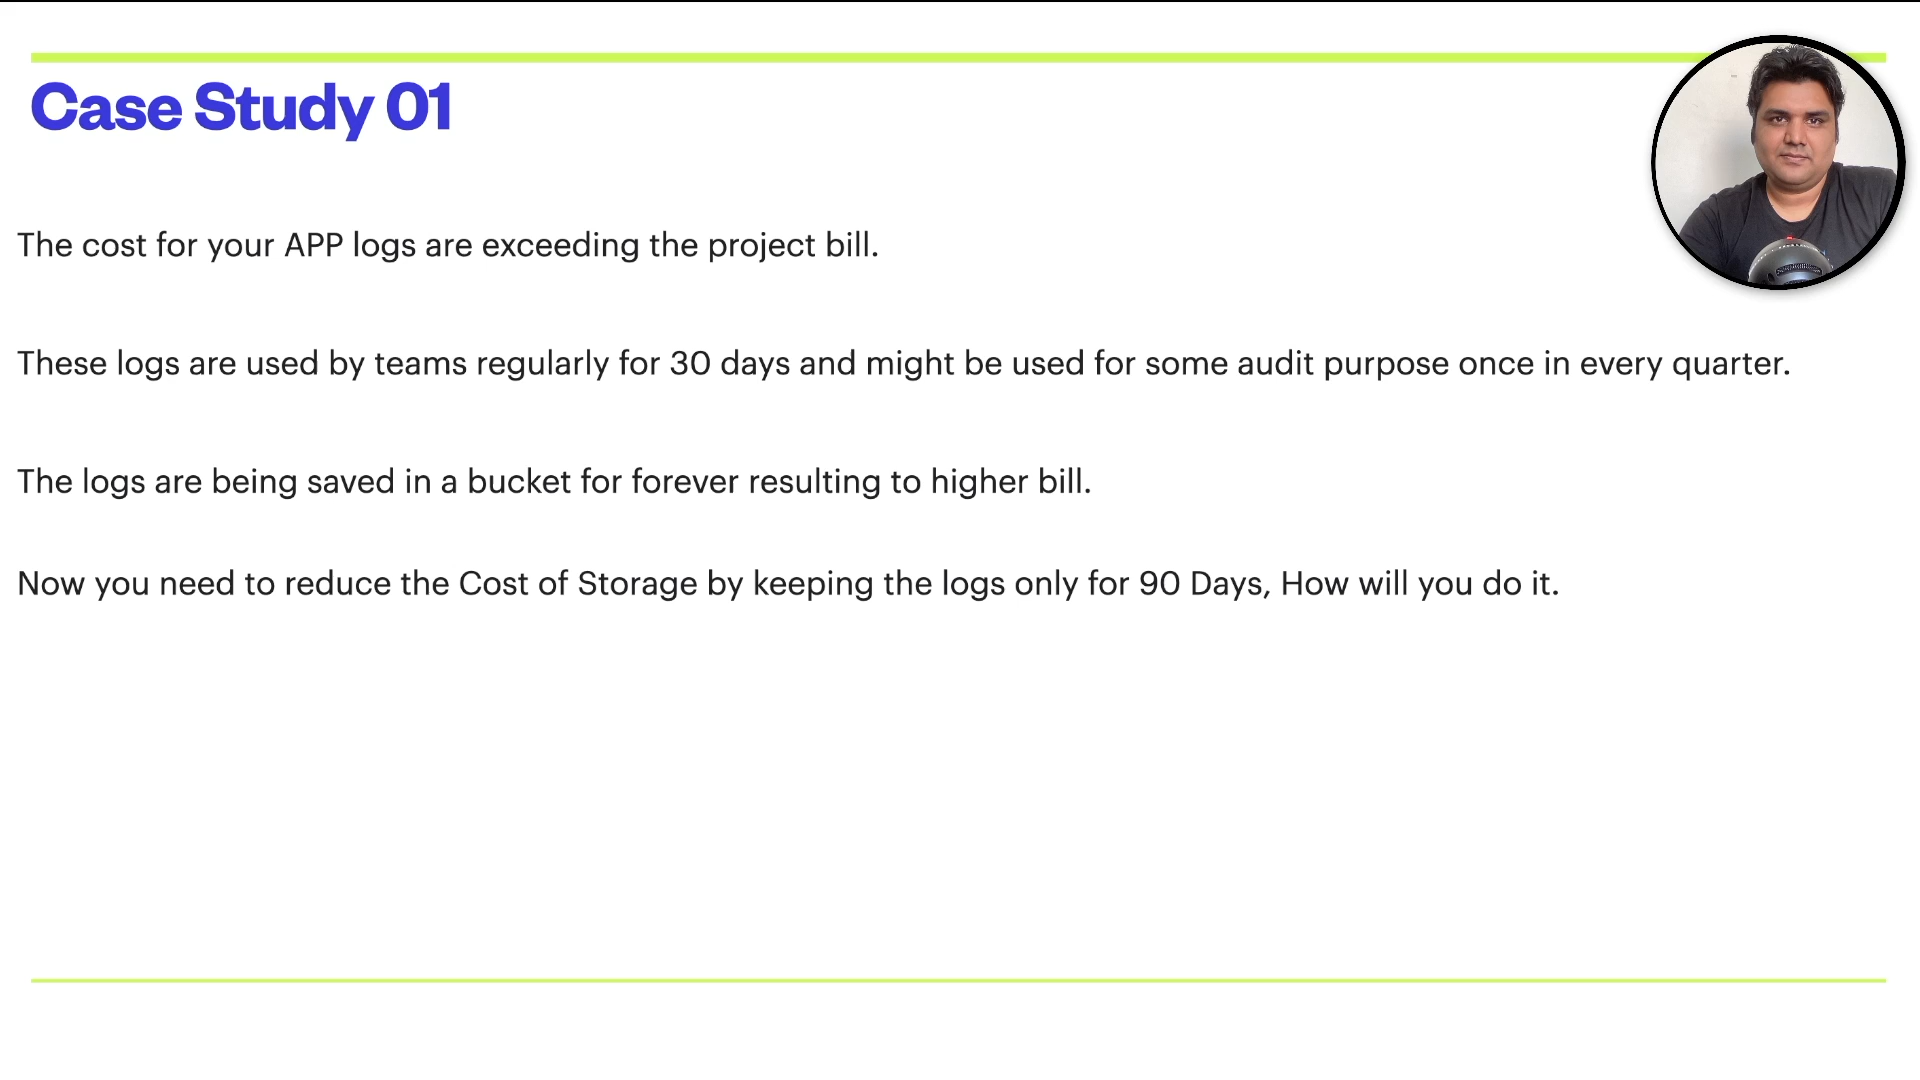 Case Study 01
The cost for your APP logs are exceeding the project bill.
These logs are used by teams regularly for 30 days and might be used for some audit purpose once in every quarter.
The logs are being saved in a bucket for forever resulting to higher bill.
Now you need to reduce the Cost of Storage by keeping the logs only for 90 Days, How will you do it.